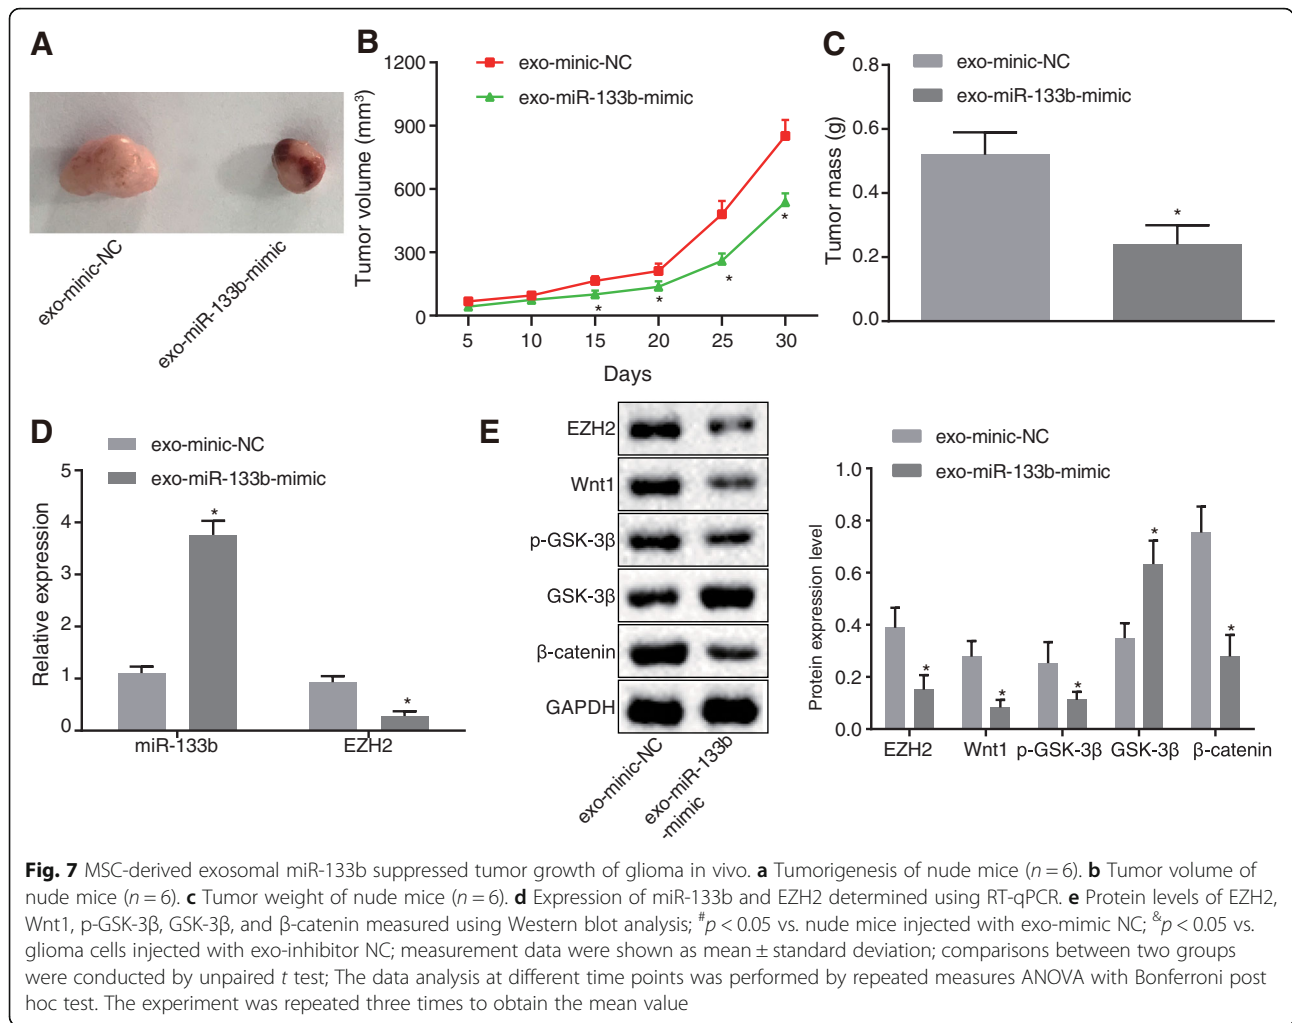 A
exo-minic-NC
exo-miR-133b-mimic
B
exo-minic-NC
exo-miR-133b-mimic
Tumor volume (mm³)
1200
900
600
300
0
*
*
*
*
5 10 15 20 25 30
Days
C
exo-minic-NC
exo-miR-133b-mimic
Tumor mass (g)
0.8
0.6
0.4
0.2
0.0
*
D
exo-minic-NC
exo-miR-133b-mimic
Relative expression
5
4
3
2
1
0
*
*
miR-133b EZH2
E
EZH2
Wnt1
p-GSK-3β
GSK-3β
β-catenin
GAPDH
exo-minic-NC
exo-miR-133b
-mimic
exo-minic-NC
exo-miR-133b-mimic
Protein expression level
1.0
0.8
0.6
0.4
0.2
0.0
*
*
*
*
*
EZH2 Wnt1 p-GSK-3β GSK-3β β-catenin
Fig. 7 MSC-derived exosomal miR-133b suppressed tumor growth of glioma in vivo. a Tumorigenesis of nude mice (n = 6). b Tumor volume of
nude mice (n = 6). c Tumor weight of nude mice (n = 6). d Expression of miR-133b and EZH2 determined using RT-qPCR. e Protein levels of EZH2,
Wnt1, p-GSK-3β, GSK-3β, and β-catenin measured using Western blot analysis; #p < 0.05 vs. nude mice injected with exo-mimic NC; &p < 0.05 vs.
glioma cells injected with exo-inhibitor NC; measurement data were shown as mean ± standard deviation; comparisons between two groups
were conducted by unpaired t test; The data analysis at different time points was performed by repeated measures ANOVA with Bonferroni post
hoc test. The experiment was repeated three times to obtain the mean value